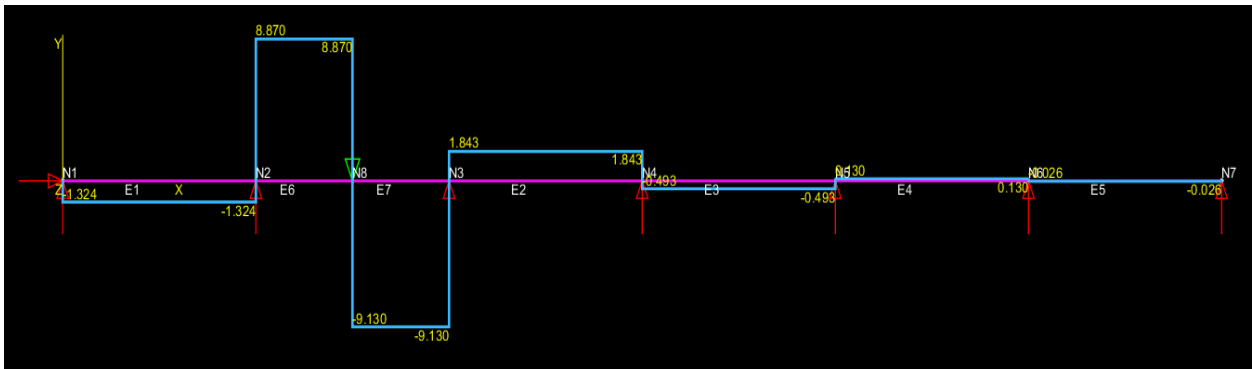 8.870
Y
8.870
1.843
1.843
N1
N2
N8
N3
N4
N5
0.130
N6
0.026
N7
Z
-1.324
E1
X
-1.324
E6
E7
E2
-0.493
E3
-0.493
E4
0.130
E5
-0.026
-9.130
-9.130